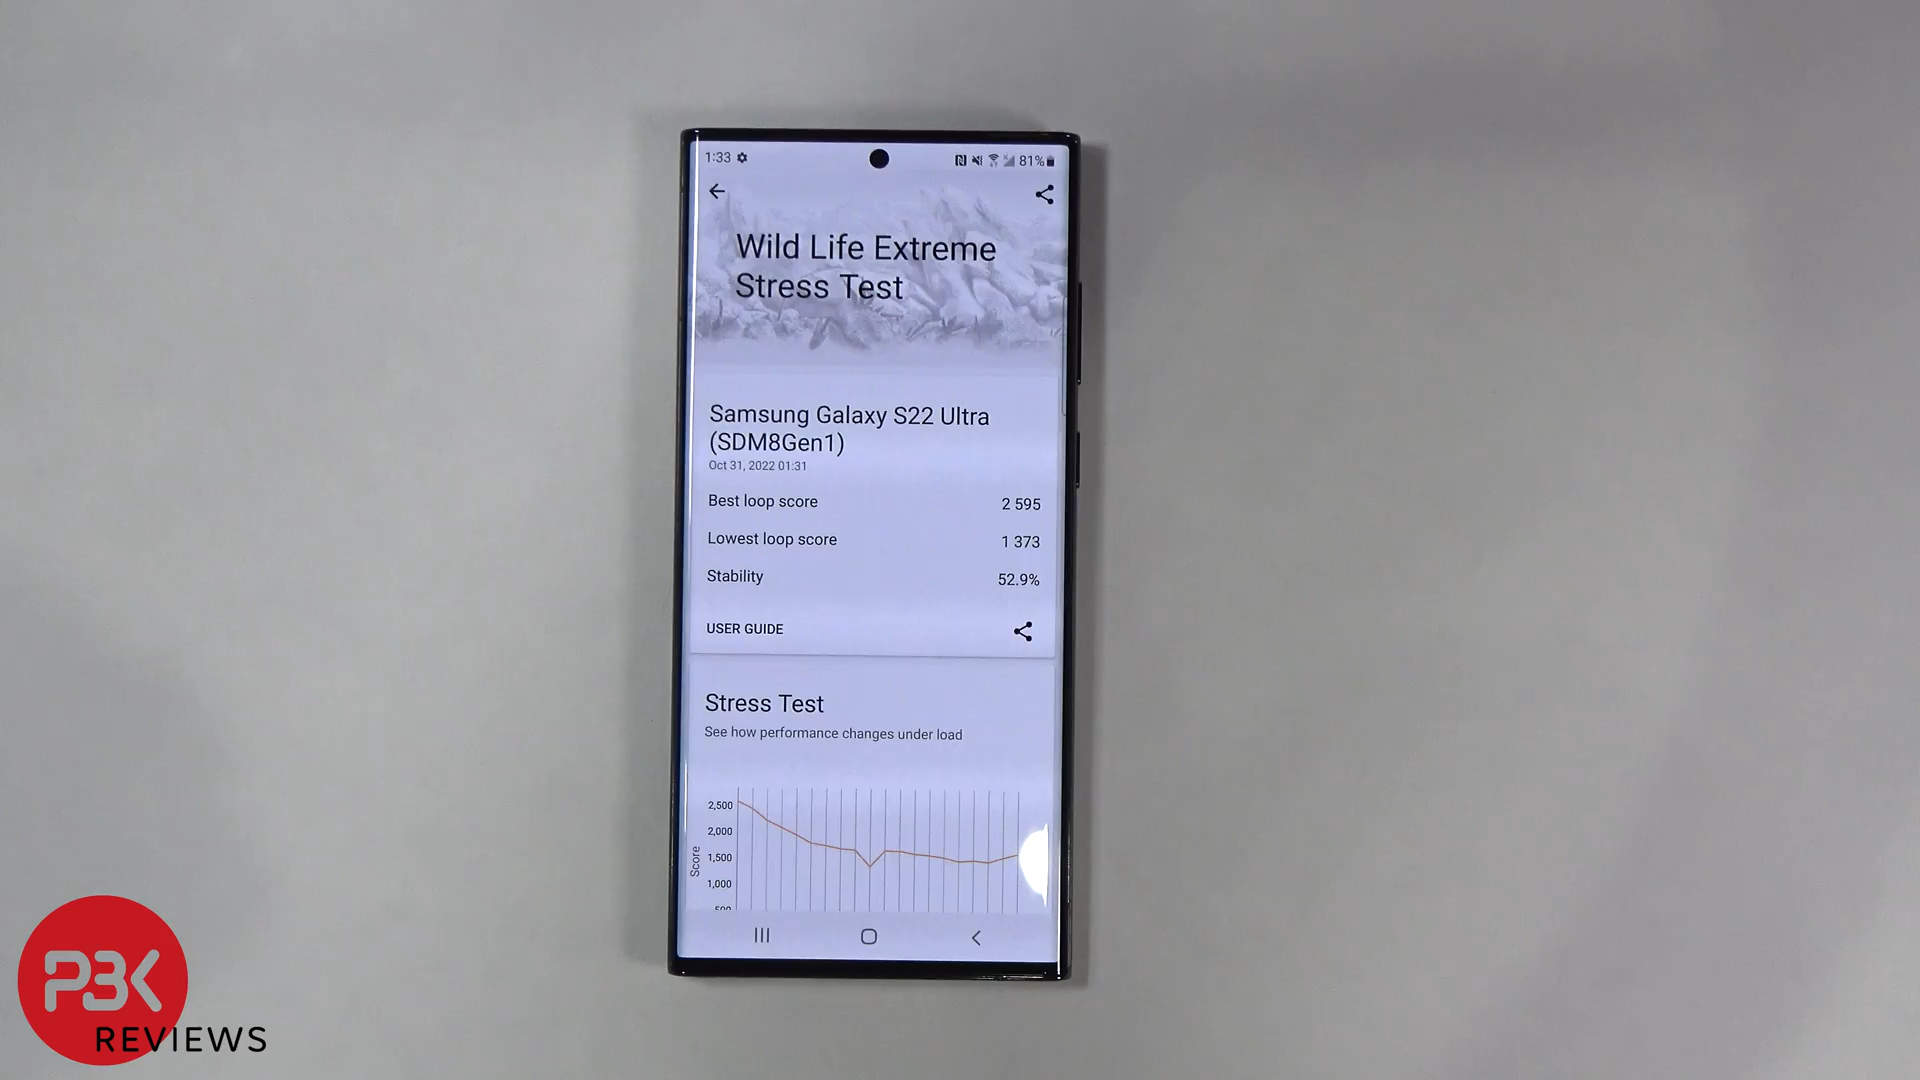 1:33
81%
Wild Life Extreme
Stress Test
Samsung Galaxy S22 Ultra
(SDM8Gen1)
Oct 31, 2022 01:31
Best loop score 2 595
Lowest loop score 1 373
Stability 52.9%
USER GUIDE
Stress Test
See how performance changes under load
2,500
2,000
1,500
1,000
500
Score
P3K
REVIEWS